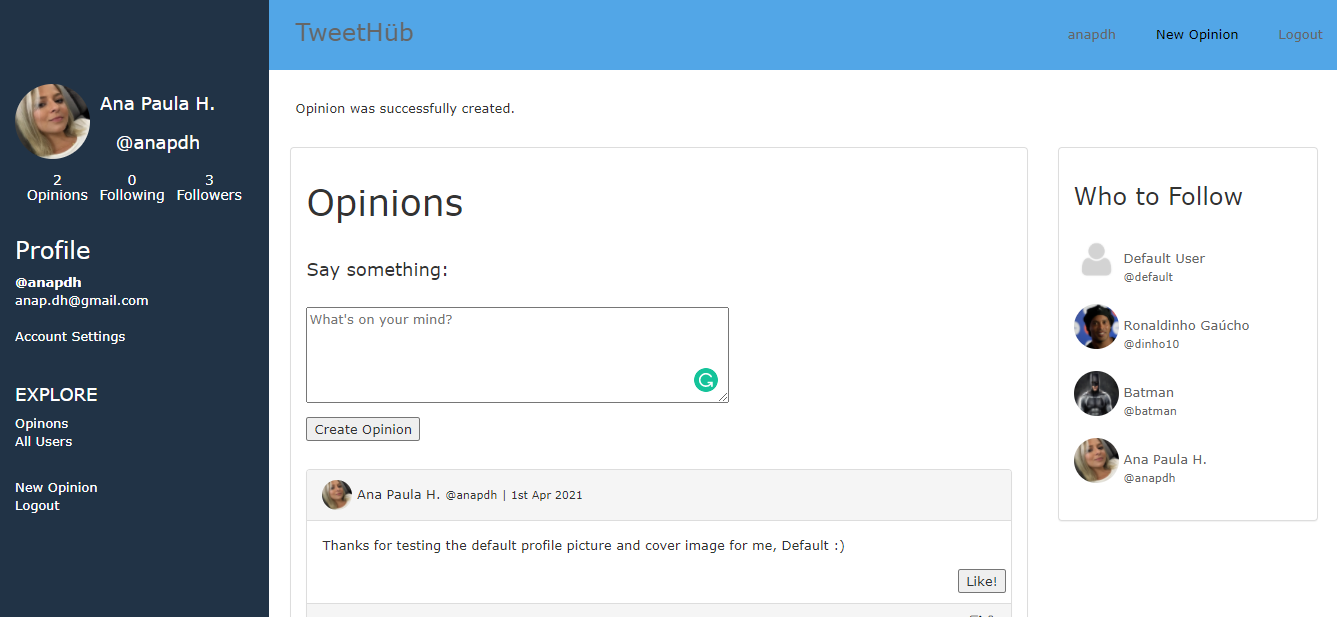 TweetHüb
anapdh
New Opinion
Logout
Ana Paula H.
@anapdh
2 0 3
Opinions Following Followers
Profile
@anapdh
anap.dh@gmail.com
Account Settings
EXPLORE
Opinons
All Users
New Opinion
Logout
Opinion was successfully created.
Opinions
Say something:
What's on your mind?
Create Opinion
Ana Paula H. @anapdh | 1st Apr 2021
Thanks for testing the default profile picture and cover image for me, Default :)
Like!
Who to Follow
Default User
@default
Ronaldinho Gaúcho
@dinho10
Batman
@batman
Ana Paula H.
@anapdh